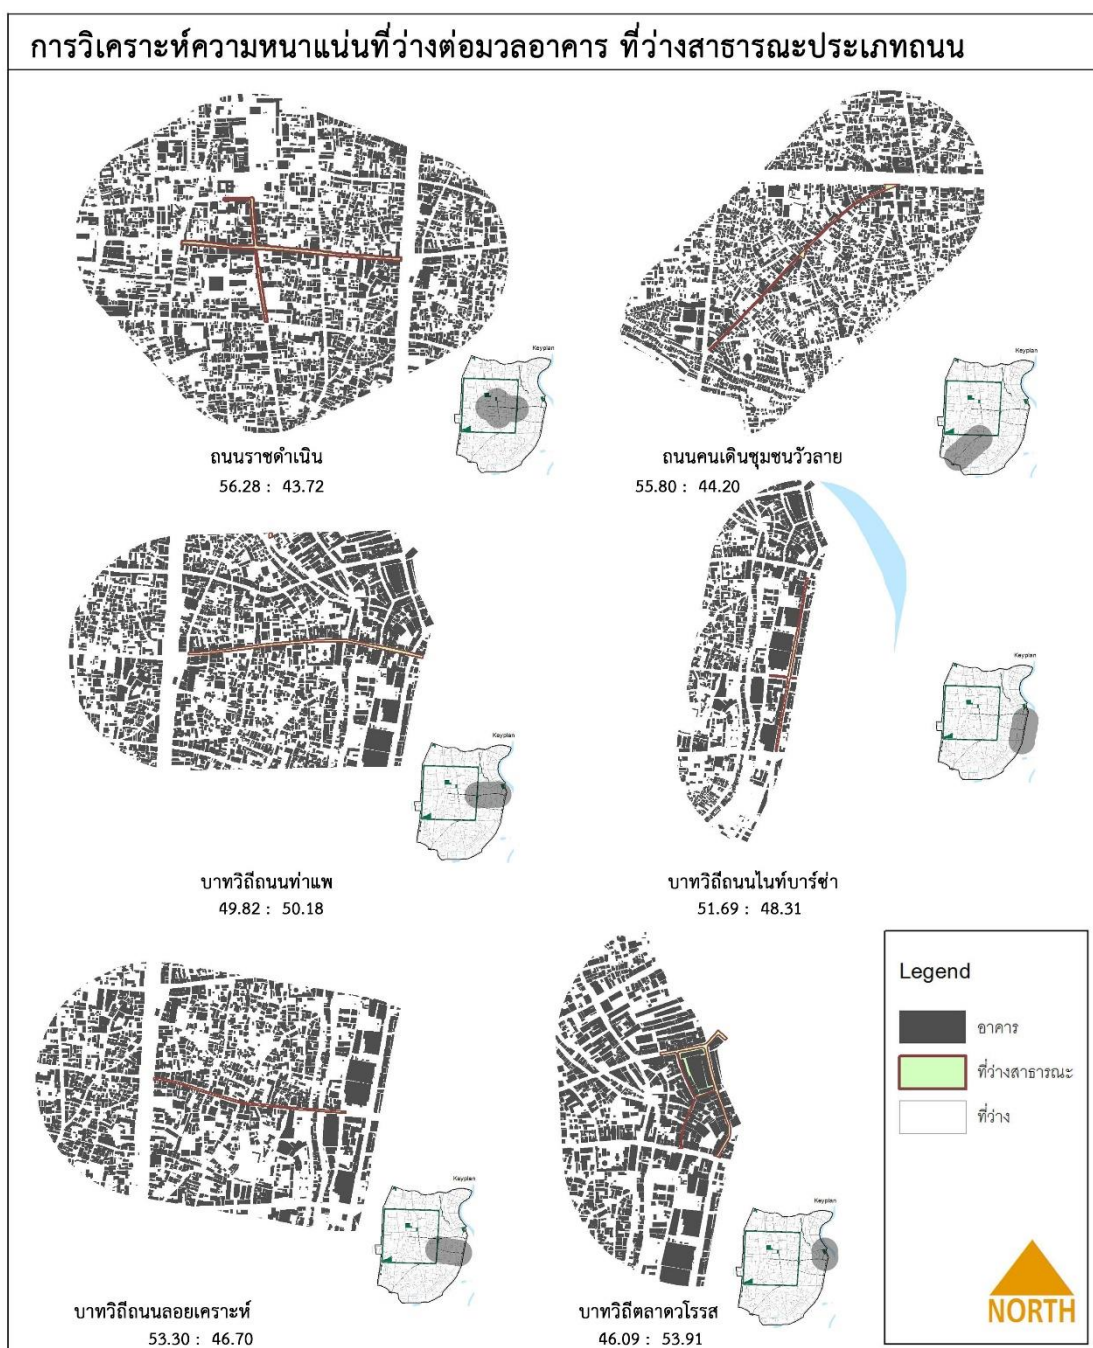 การวิเคราะห์ความหนาแน่นที่ว่างต่อมวลอาคาร ที่ว่างสาธารณะประเภทถนน
Keyplan
ถนนราชดำเนิน
56.28 : 43.72
Keyplan
ถนนคนเดินชุมชนวัวลาย
55.80 : 44.20
Keyplan
บาทวิถีถนนท่าแพ
49.82 : 50.18
Keyplan
บาทวิถีถนนไนท์บาร์ซ่า
51.69 : 48.31
Keyplan
บาทวิถีถนนลอยเคราะห์
53.30 : 46.70
Keyplan
บาทวิถีตลาดวโรรส
46.09 : 53.91
Legend
อาคาร
ที่ว่างสาธารณะ
ที่ว่าง
NORTH